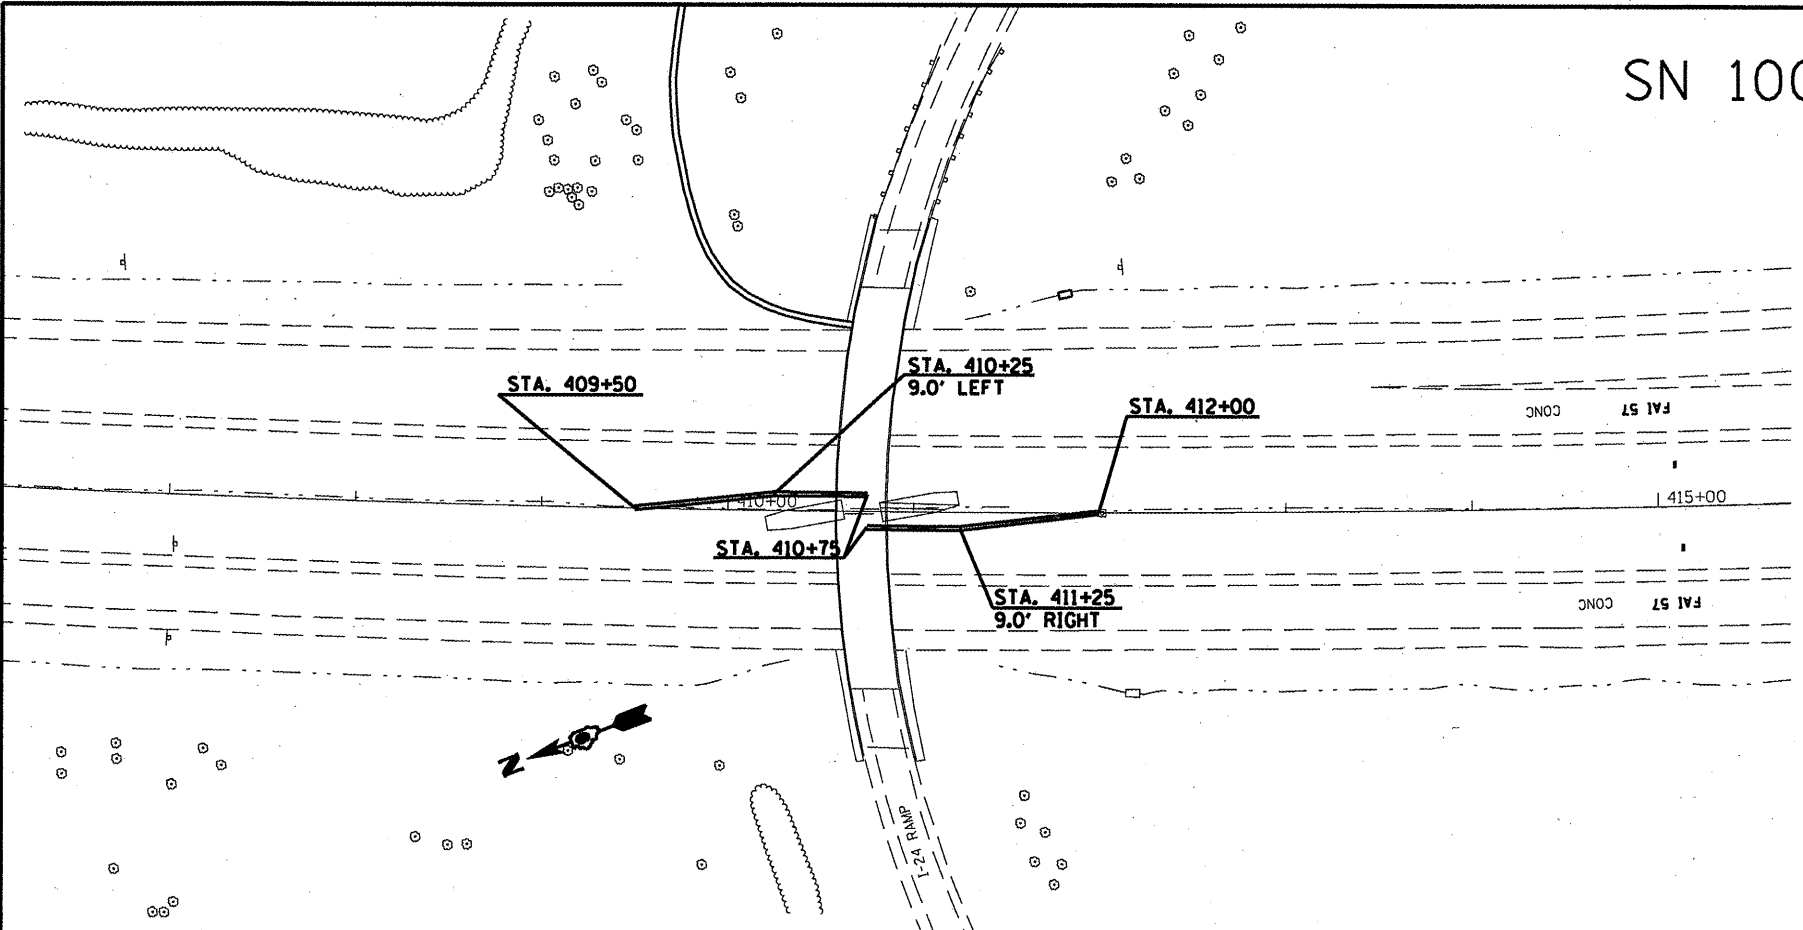 SN 100
STA. 409+50
STA. 410+25
9.0' LEFT
STA. 412+00
FAI 57
CONC
410+00
415+00
STA. 410+75
STA. 411+25
9.0' RIGHT
FAI 57
CONC
N
I-24 RAMP